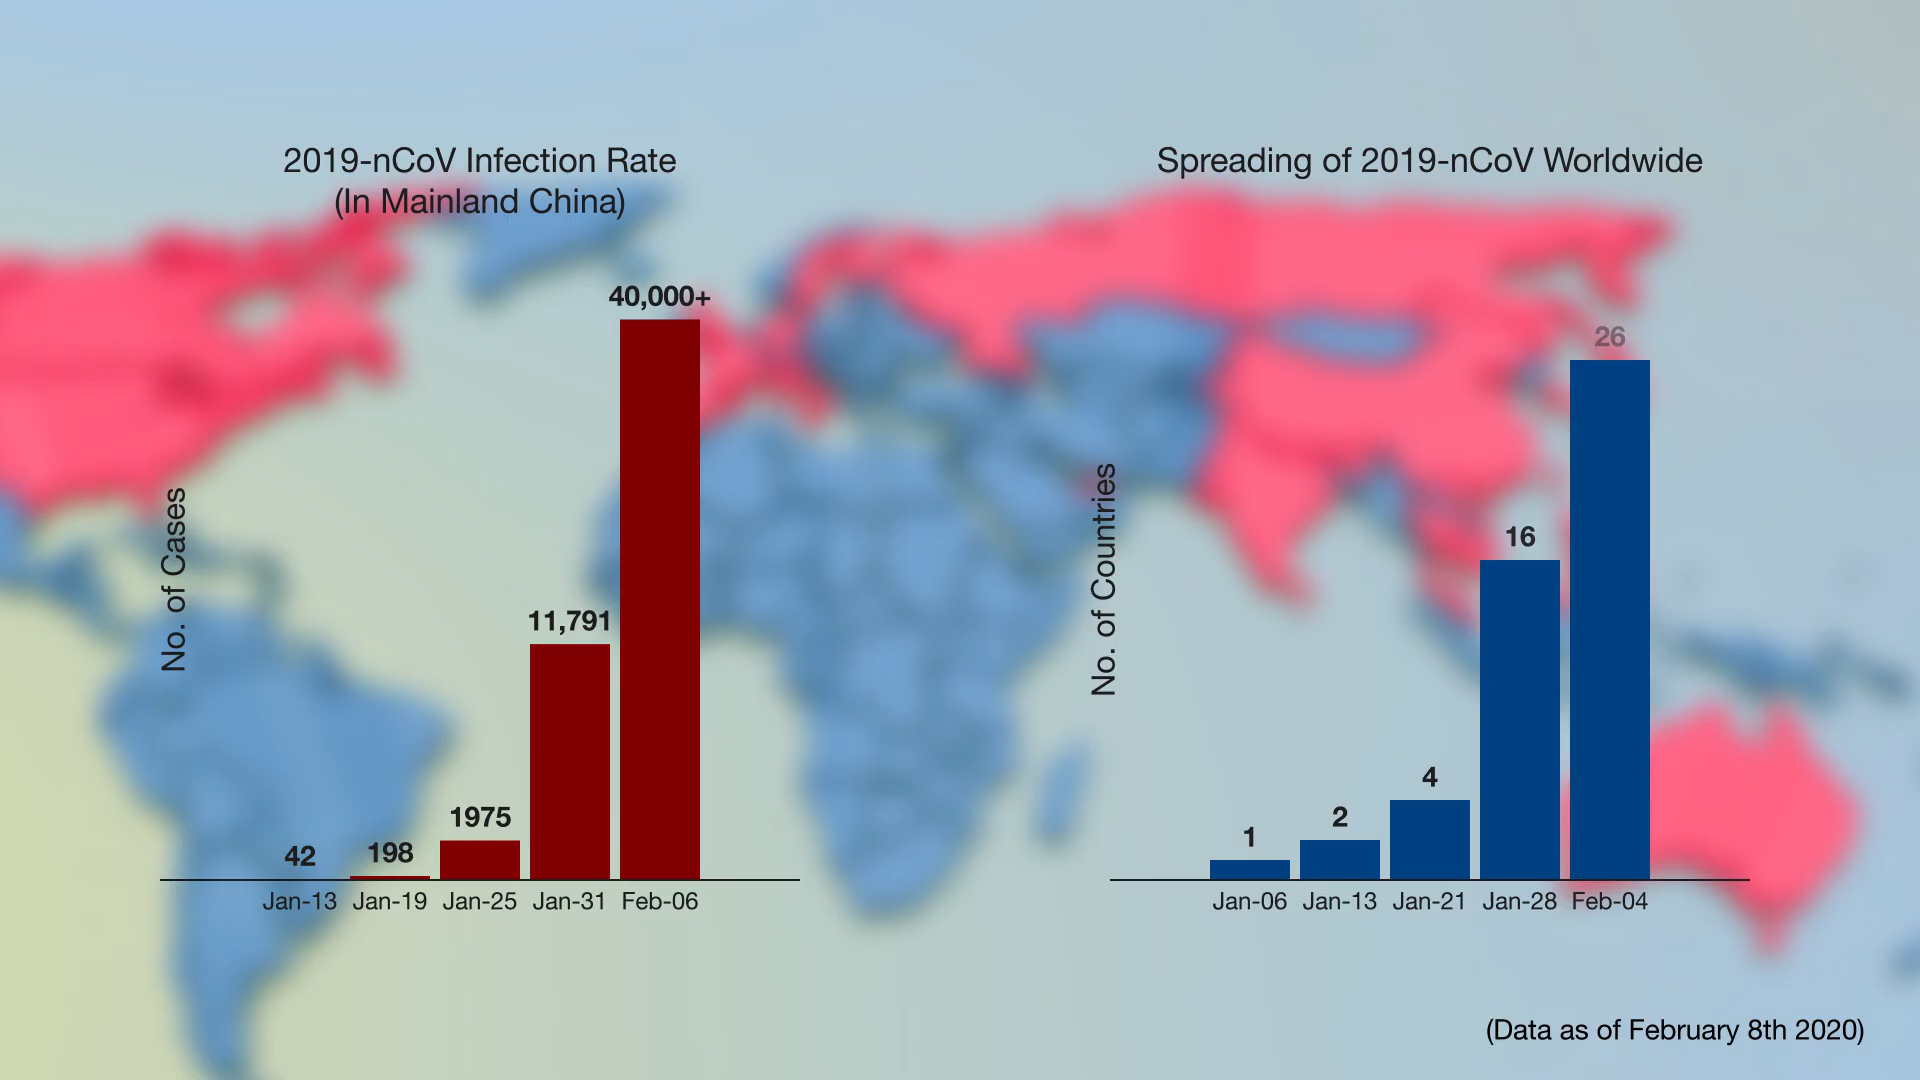 2019-nCoV Infection Rate
(In Mainland China)
No. of Cases
42
198
1975
11,791
40,000+
Jan-13 Jan-19 Jan-25 Jan-31 Feb-06
Spreading of 2019-nCoV Worldwide
No. of Countries
1
2
4
16
26
Jan-06 Jan-13 Jan-21 Jan-28 Feb-04
(Data as of February 8th 2020)